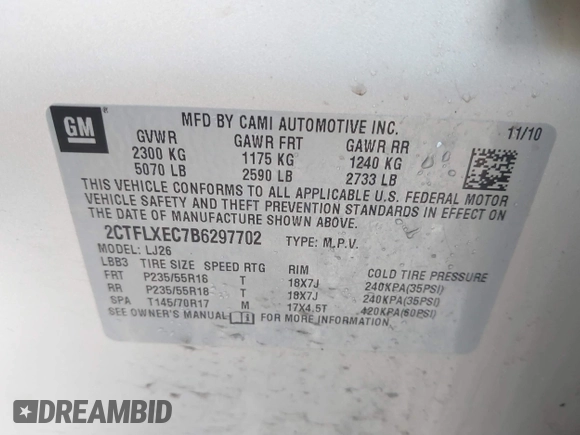 GM
MFD BY CAMI AUTOMOTIVE INC. 11/10
GVWR GAWR FRT GAWR RR
2300 KG 1175 KG 1240 KG
5070 LB 2590 LB 2733 LB
THIS VEHICLE CONFORMS TO ALL APPLICABLE U.S. FEDERAL MOTOR
VEHICLE SAFETY AND THEFT PREVENTION STANDARDS IN EFFECT ON
THE DATE OF MANUFACTURE SHOWN ABOVE.
2CTFLXEC7B6297702 TYPE: M.P.V.
MODEL: LJ26
LBB3 TIRE SIZE SPEED RTG RIM COLD TIRE PRESSURE
FRT P235/55R18 T 18X7J 240KPA(35PSI)
RR P235/55R18 T 18X7J 240KPA(35PSI)
SPA T145/70R17 M 17X4.5T 420KPA(60PSI)
SEE OWNER'S MANUAL FOR MORE INFORMATION.
DREAMBID